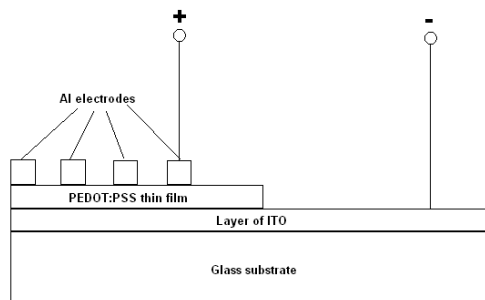 + -
Al electrodes
PEDOT:PSS thin film
Layer of ITO
Glass substrate